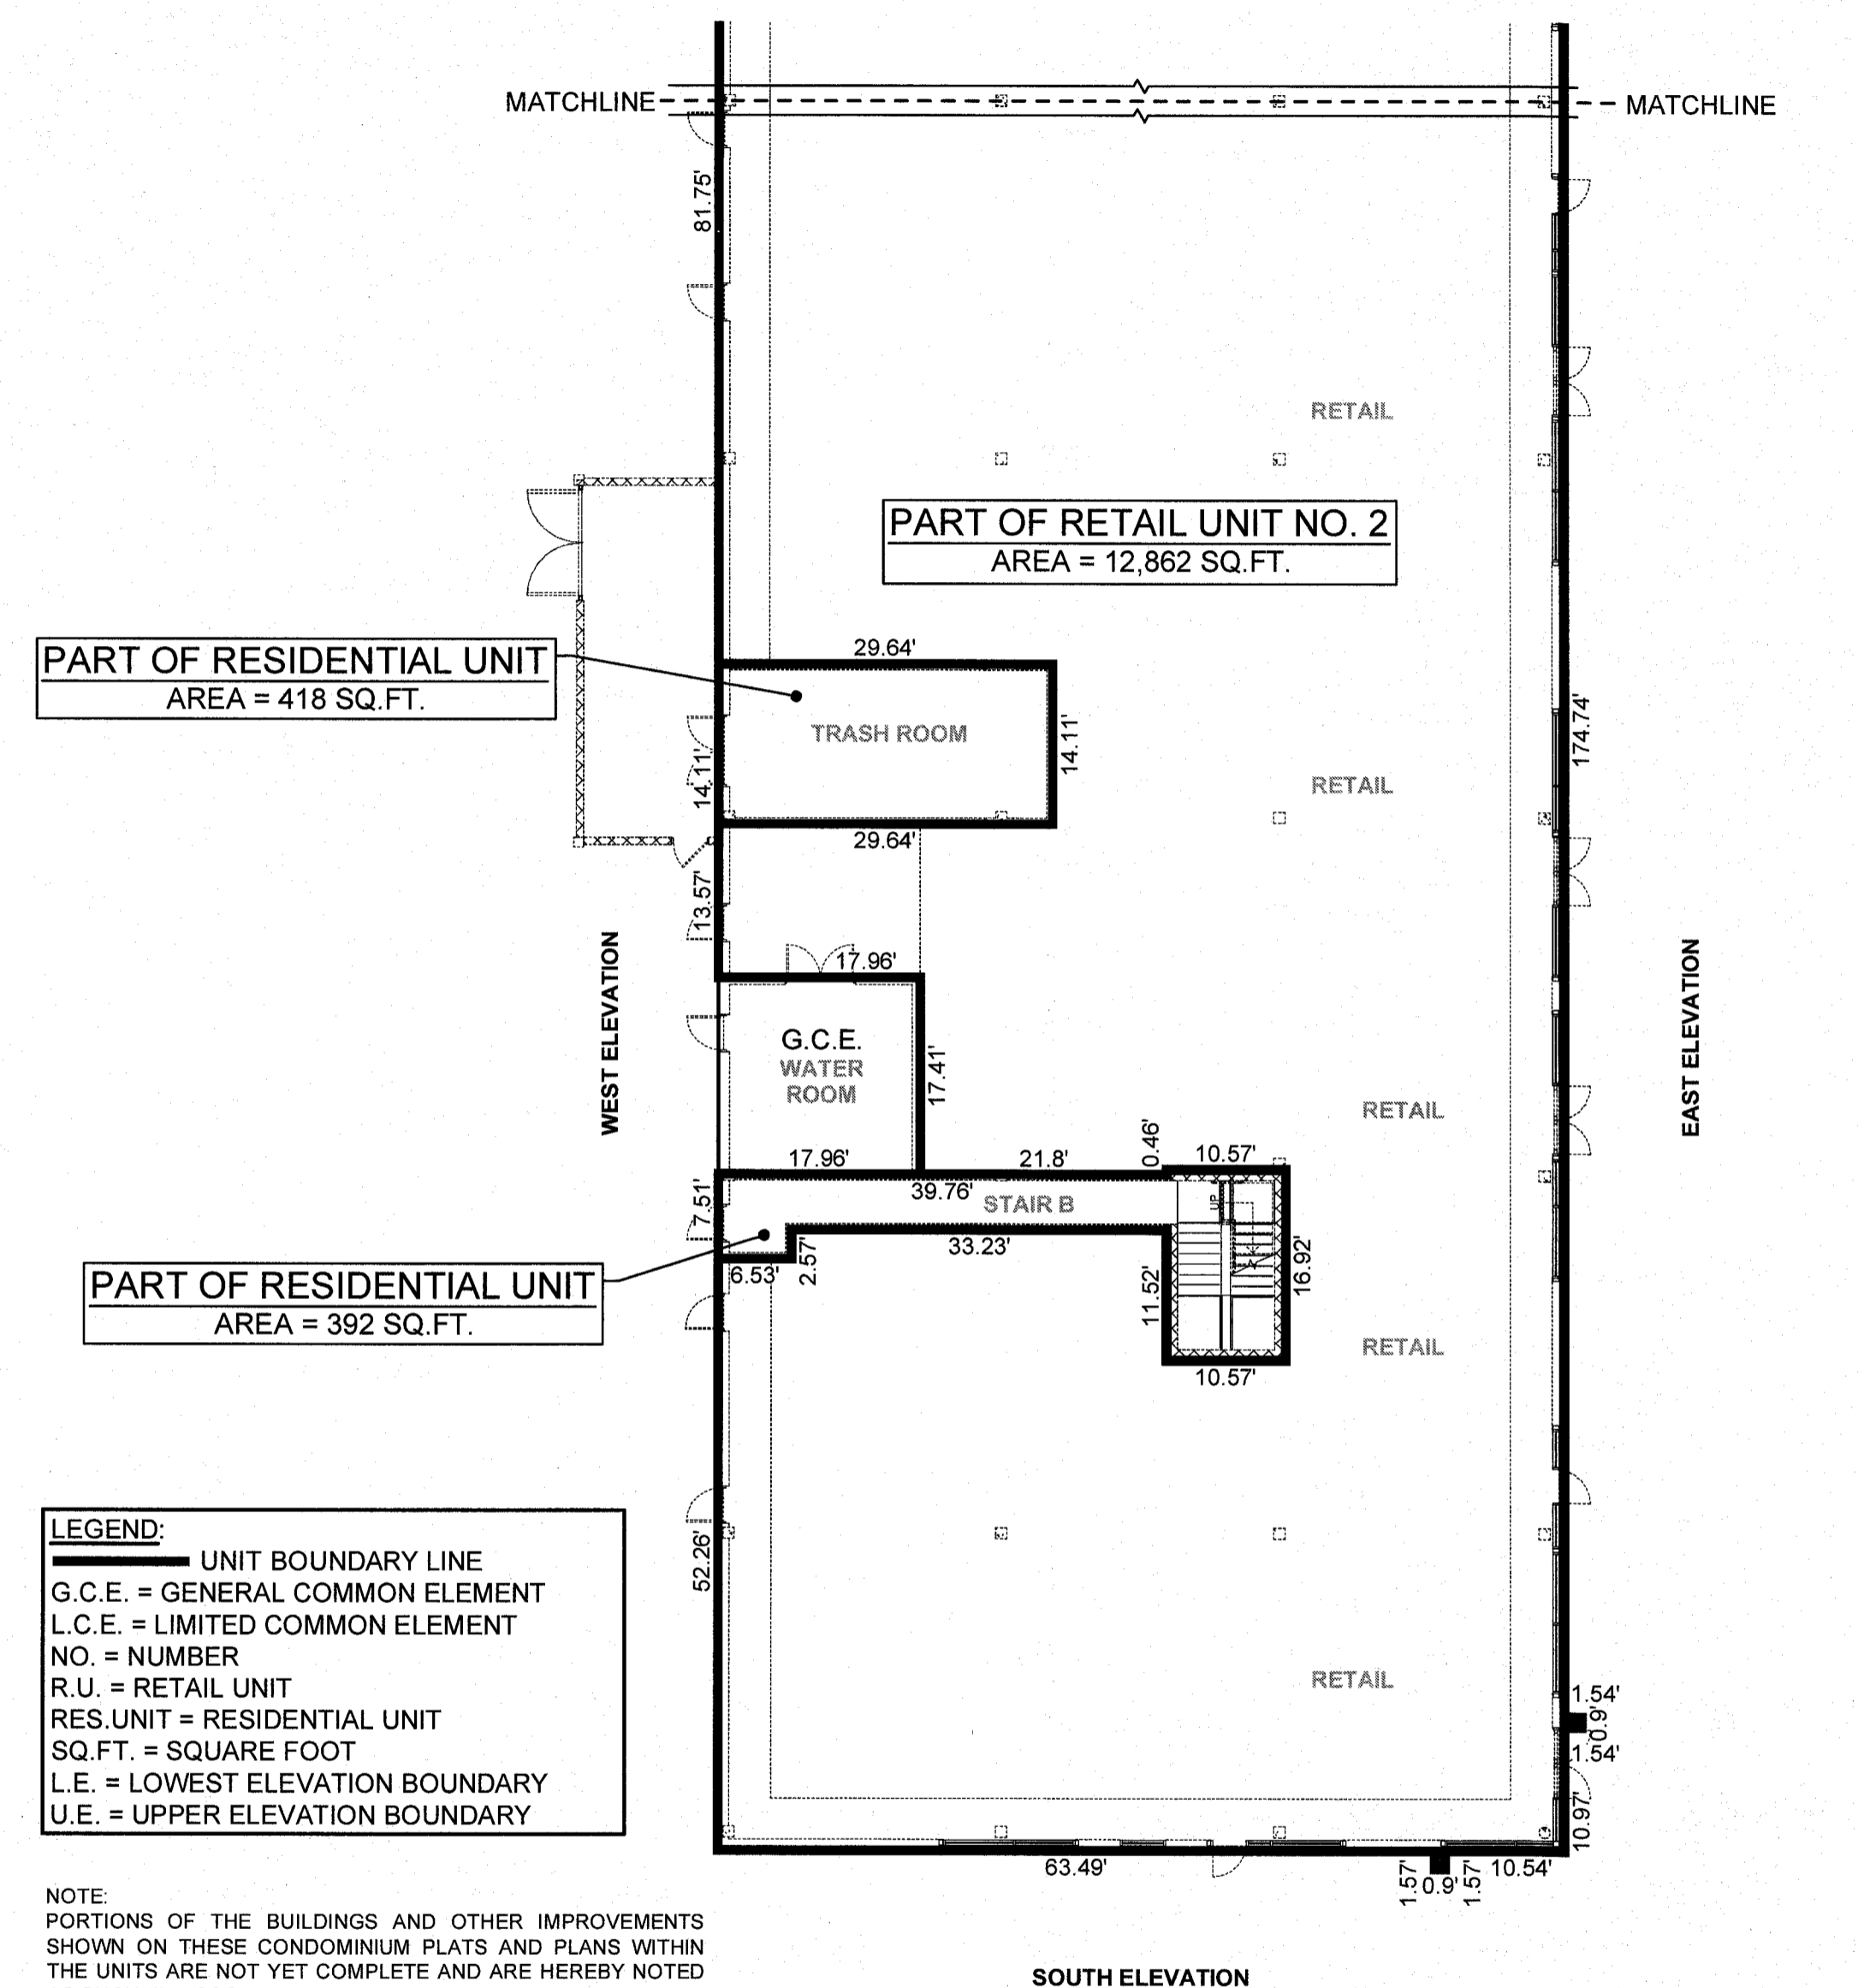 MATCHLINE
MATCHLINE
81.75'
RETAIL
PART OF RETAIL UNIT NO. 2
AREA = 12,862 SQ.FT.
PART OF RESIDENTIAL UNIT
AREA = 418 SQ.FT.
29.64'
TRASH ROOM
14.11'
14.11'
174.74'
RETAIL
29.64'
13.57'
17.96'
WEST ELEVATION
EAST ELEVATION
G.C.E.
WATER
ROOM
17.41'
RETAIL
17.96'
21.8'
0.46'
10.57'
7.51'
39.76'
STAIR B
UP
33.23'
2.57'
6.53'
11.52'
16.92'
PART OF RESIDENTIAL UNIT
AREA = 392 SQ.FT.
RETAIL
10.57'
LEGEND:
UNIT BOUNDARY LINE
G.C.E. = GENERAL COMMON ELEMENT
L.C.E. = LIMITED COMMON ELEMENT
NO. = NUMBER
R.U. = RETAIL UNIT
RES.UNIT = RESIDENTIAL UNIT
SQ.FT. = SQUARE FOOT
L.E. = LOWEST ELEVATION BOUNDARY
U.E. = UPPER ELEVATION BOUNDARY
52.26'
RETAIL
1.54'
0.9'
1.54'
10.97'
63.49'
1.57'
0.9'
1.57'
10.54'
NOTE:
PORTIONS OF THE BUILDINGS AND OTHER IMPROVEMENTS
SHOWN ON THESE CONDOMINIUM PLATS AND PLANS WITHIN
THE UNITS ARE NOT YET COMPLETE AND ARE HEREBY NOTED
SOUTH ELEVATION